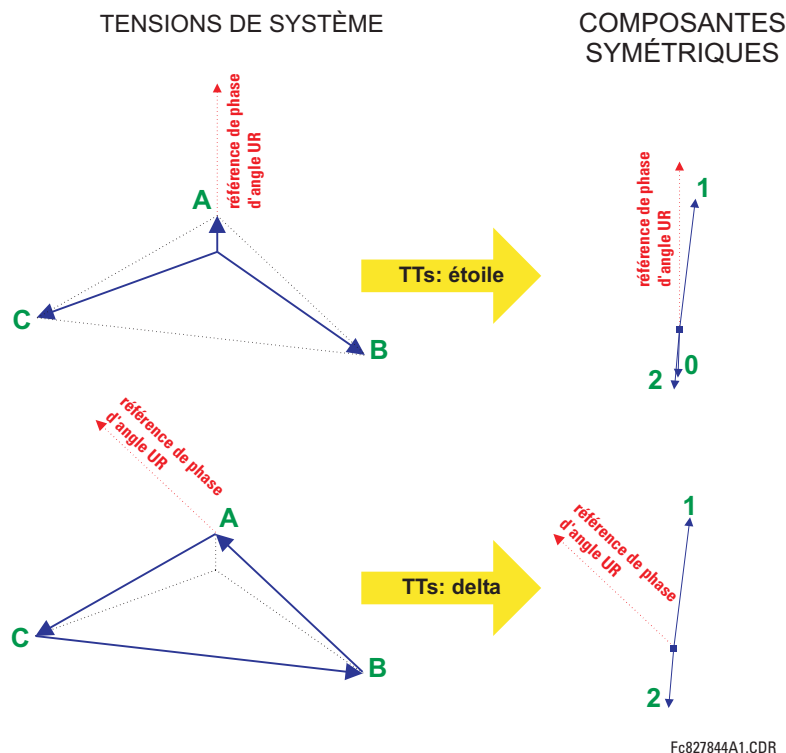 TENSIONS DE SYSTÈME
COMPOSANTES
SYMÉTRIQUES
référence de phase
d'angle UR
A
C
B
TTs: étoile
référence de phase
d'angle UR
1
2
0
référence de phase
d'angle UR
A
C
B
TTs: delta
référence de phase
d'angle UR
1
2
Fc827844A1.CDR